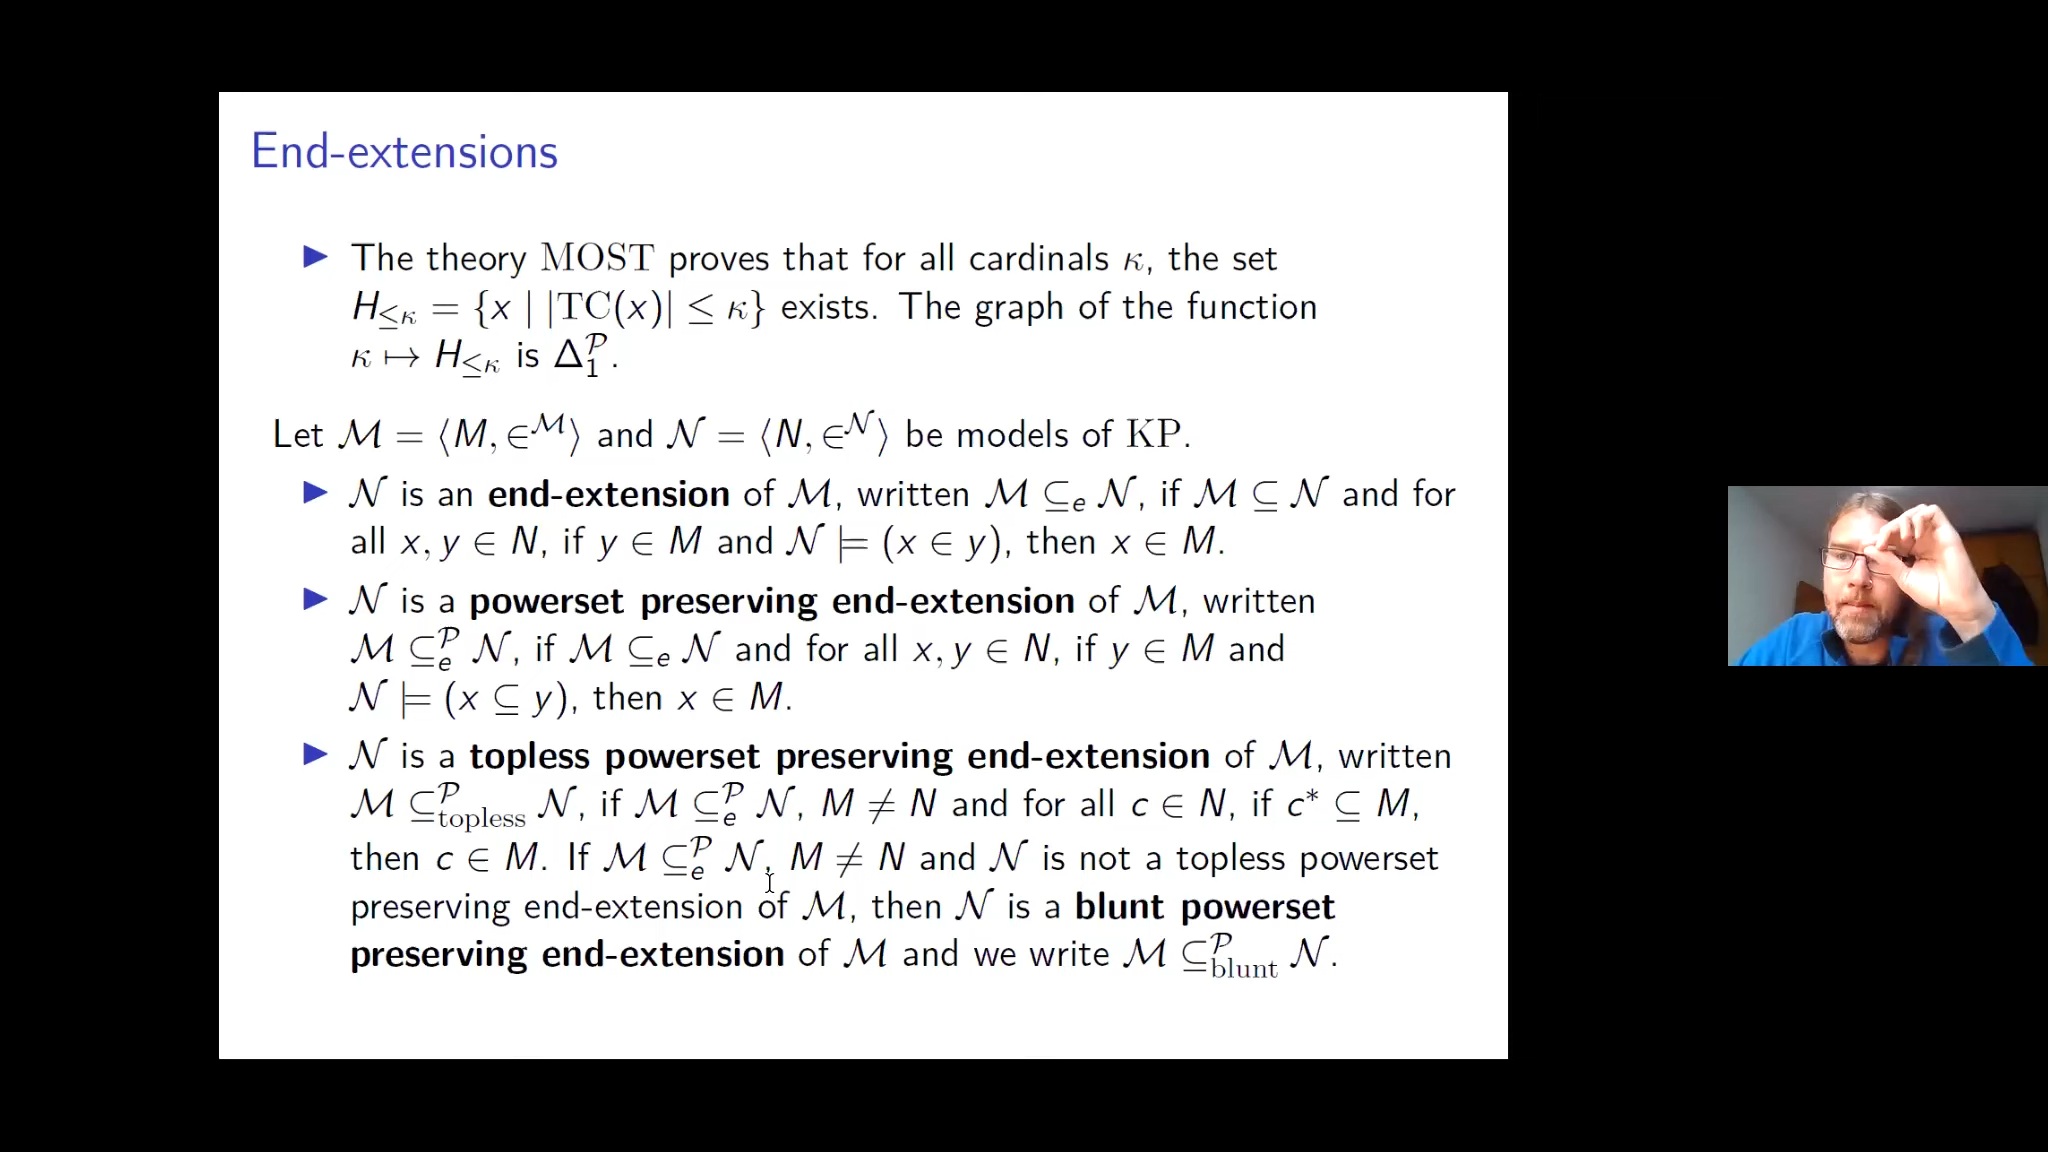 End-extensions
▶ The theory MOST proves that for all cardinals κ, the set
H≤κ = {x | |TC(x)| ≤ κ} exists. The graph of the function
κ ↦ H≤κ is Δ₁^𝒫.
Let ℳ = ⟨M, ∈^ℳ⟩ and 𝒩 = ⟨N, ∈^𝒩⟩ be models of KP.
▶ 𝒩 is an end-extension of ℳ, written ℳ ⊆ₑ 𝒩, if ℳ ⊆ 𝒩 and for
all x, y ∈ N, if y ∈ M and 𝒩 ⊨ (x ∈ y), then x ∈ M.
▶ 𝒩 is a powerset preserving end-extension of ℳ, written
ℳ ⊆ₑ^𝒫 𝒩, if ℳ ⊆ₑ 𝒩 and for all x, y ∈ N, if y ∈ M and
𝒩 ⊨ (x ⊆ y), then x ∈ M.
▶ 𝒩 is a topless powerset preserving end-extension of ℳ, written
ℳ ⊆_topless^𝒫 𝒩, if ℳ ⊆ₑ^𝒫 𝒩, M ≠ N and for all c ∈ N, if c* ⊆ M,
then c ∈ M. If ℳ ⊆ₑ^𝒫 𝒩, M ≠ N and 𝒩 is not a topless powerset
preserving end-extension of ℳ, then 𝒩 is a blunt powerset
preserving end-extension of ℳ and we write ℳ ⊆_blunt^𝒫 𝒩.